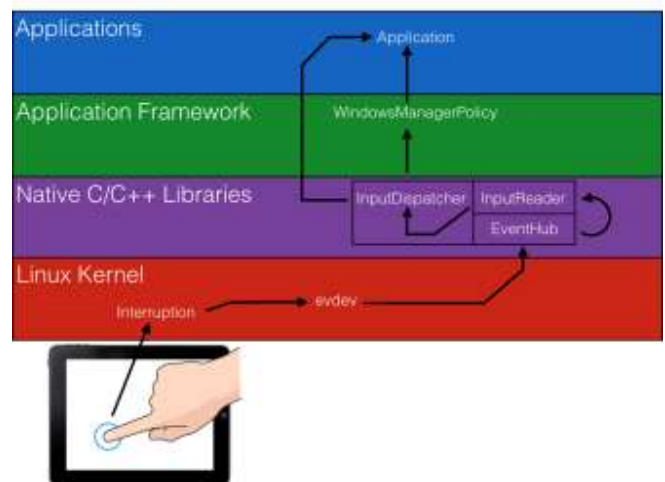 Applications
Application
Application Framework
WindowsManagerPolicy
Native C/C++ Libraries
InputDispatcher
InputReader
EventHub
Linux Kernel
Interruption
evdev